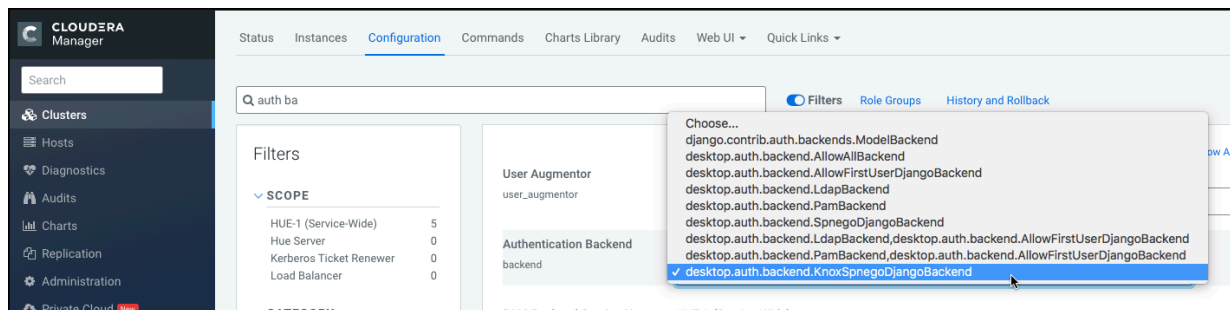 CLOUDERA
Manager
Search
Clusters
Hosts
Diagnostics
Audits
Charts
Replication
Administration
Private Cloud New
Status Instances Configuration Commands Charts Library Audits Web UI Quick Links
auth ba
Filters Role Groups History and Rollback
Filters
SCOPE
HUE-1 (Service-Wide) 5
Hue Server 0
Kerberos Ticket Renewer 0
Load Balancer 0
User Augmentor
user_augmentor
Authentication Backend
backend
Choose...
django.contrib.auth.backends.ModelBackend
desktop.auth.backend.AllowAllBackend
desktop.auth.backend.AllowFirstUserDjangoBackend
desktop.auth.backend.LdapBackend
desktop.auth.backend.PamBackend
desktop.auth.backend.SpnegoDjangoBackend
desktop.auth.backend.LdapBackend,desktop.auth.backend.AllowFirstUserDjangoBackend
desktop.auth.backend.PamBackend,desktop.auth.backend.AllowFirstUserDjangoBackend
✓ desktop.auth.backend.KnoxSpnegoDjangoBackend